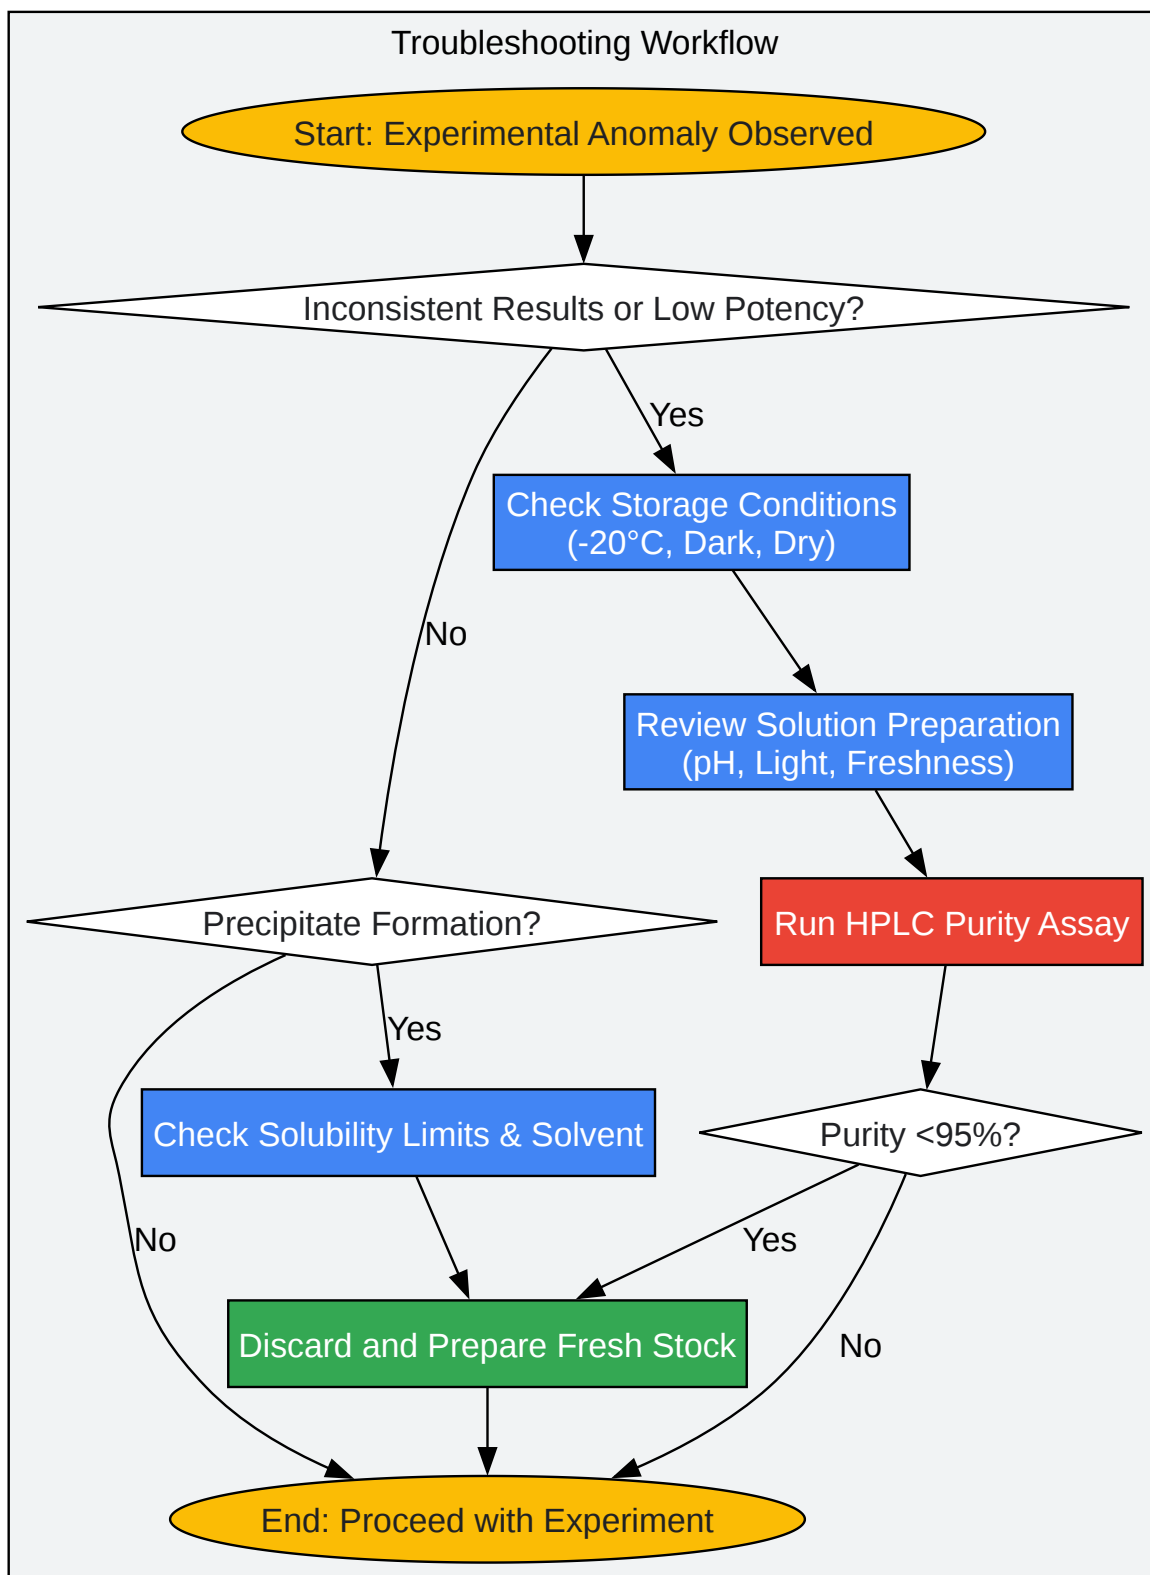 Troubleshooting Workflow
Start: Experimental Anomaly Observed
Inconsistent Results or Low Potency?
Yes
Check Storage Conditions
(-20°C, Dark, Dry)
No
Review Solution Preparation
(pH, Light, Freshness)
Precipitate Formation?
Run HPLC Purity Assay
Yes
Check Solubility Limits & Solvent
Purity <95%?
No
Yes
Discard and Prepare Fresh Stock
No
End: Proceed with Experiment